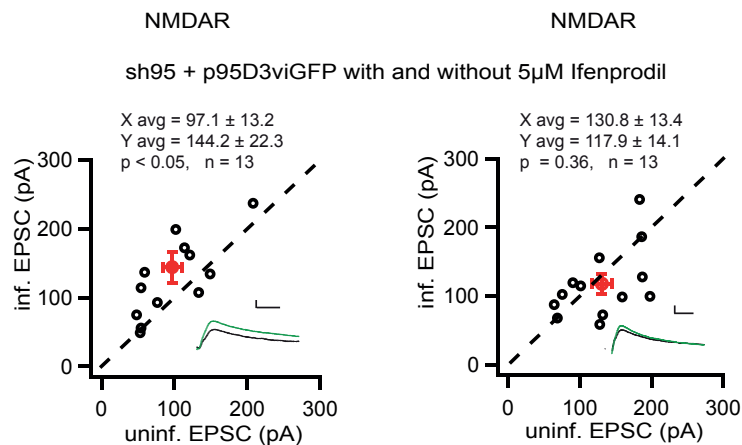 NMDAR
NMDAR
sh95 + p95D3viGFP with and without 5µM Ifenprodil
X avg = 97.1 ± 13.2
Y avg = 144.2 ± 22.3
p < 0.05, n = 13
300
200
100
0
inf. EPSC (pA)
0 100 200 300
uninf. EPSC (pA)
X avg = 130.8 ± 13.4
Y avg = 117.9 ± 14.1
p = 0.36, n = 13
300
200
100
0
inf. EPSC (pA)
0 100 200 300
uninf. EPSC (pA)